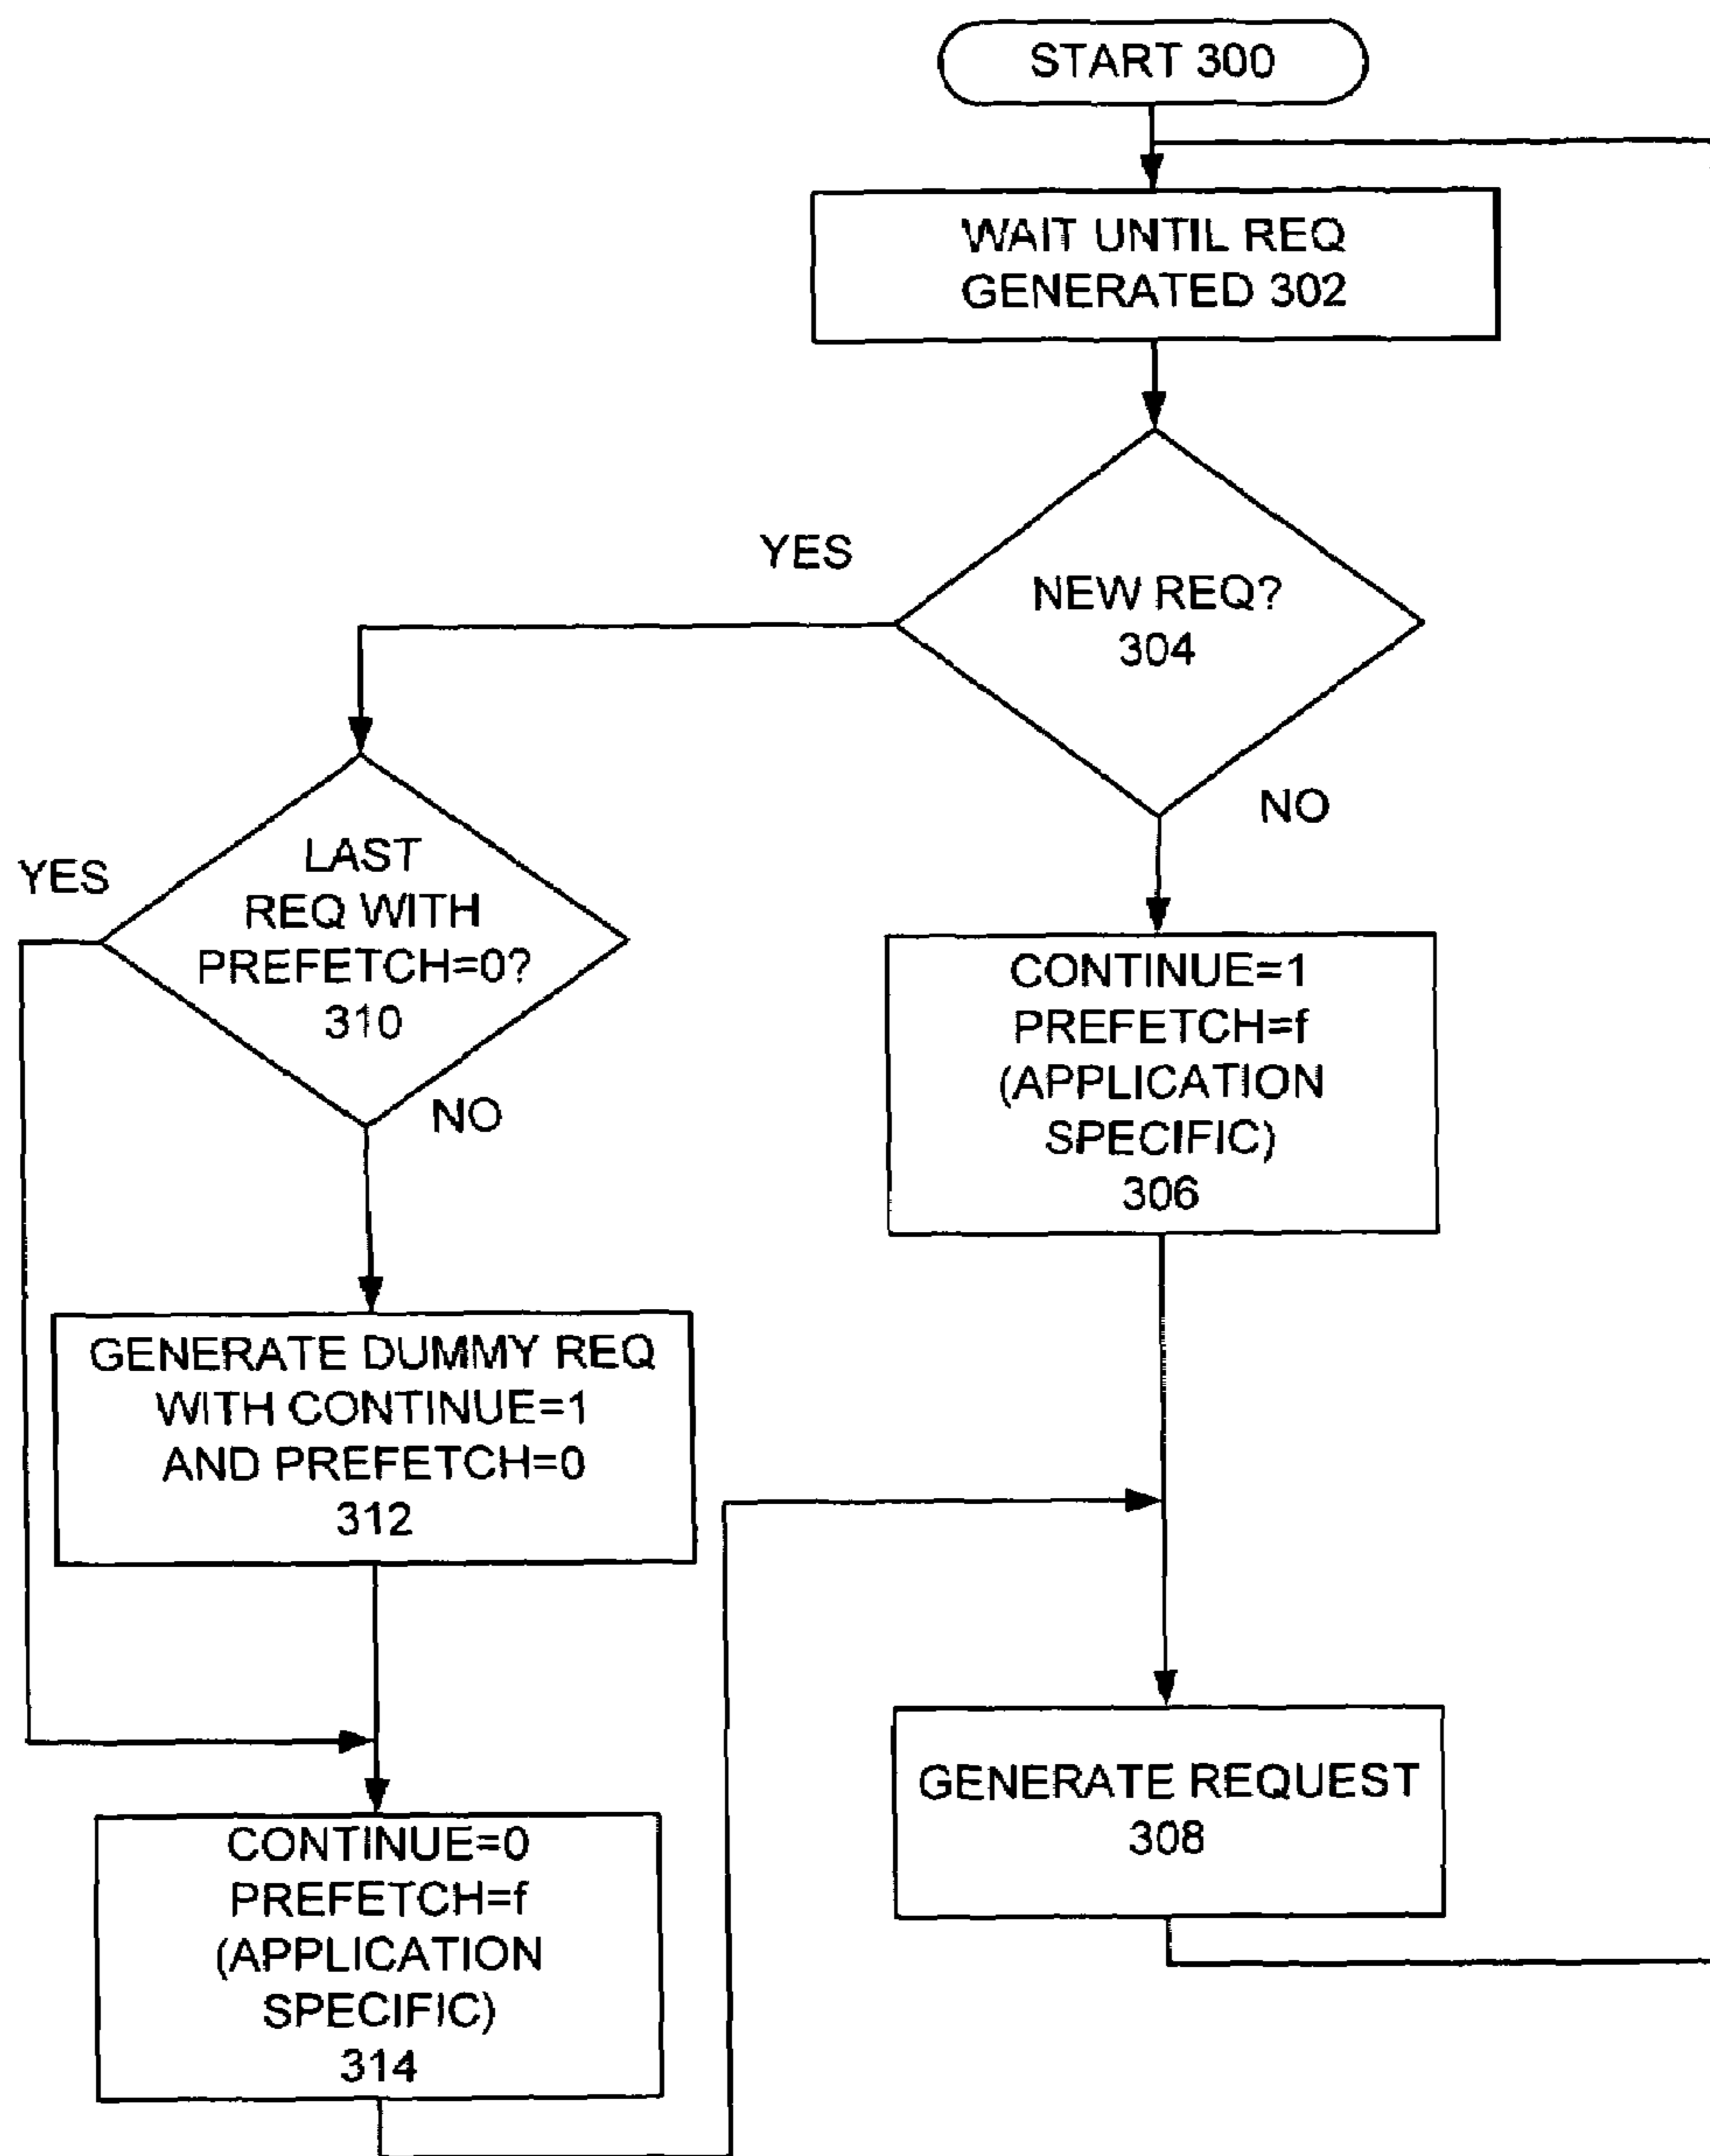 START 300
WAIT UNTIL REQ
GENERATED 302
YES
NEW REQ?
304
NO
YES
LAST
REQ WITH
PREFETCH=0?
310
NO
CONTINUE=1
PREFETCH=f
(APPLICATION
SPECIFIC)
306
GENERATE DUMMY REQ
WITH CONTINUE=1
AND PREFETCH=0
312
GENERATE REQUEST
308
CONTINUE=0
PREFETCH=f
(APPLICATION
SPECIFIC)
314